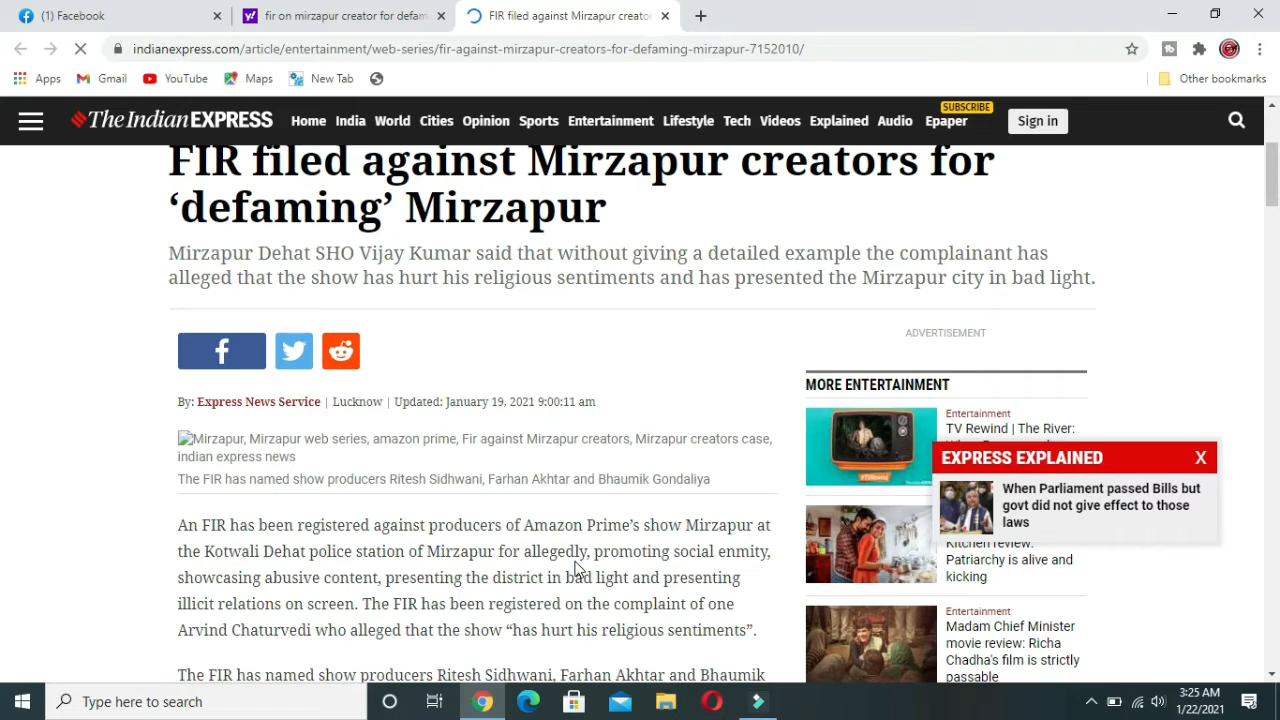 (1) Facebook
fir on mirzapur creator for defam
FIR filed against Mirzapur creato
indianexpress.com/article/entertainment/web-series/fir-against-mirzapur-creators-for-defaming-mirzapur-7152010/
Apps
Gmail
YouTube
Maps
New Tab
Other bookmarks
The Indian EXPRESS
Home
India
World
Cities
Opinion
Sports
Entertainment
Lifestyle
Tech
Videos
Explained
Audio
SUBSCRIBE
Epaper
Sign in
FIR filed against Mirzapur creators for
‘defaming’ Mirzapur
Mirzapur Dehat SHO Vijay Kumar said that without giving a detailed example the complainant has
alleged that the show has hurt his religious sentiments and has presented the Mirzapur city in bad light.
By: Express News Service | Lucknow | Updated: January 19, 2021 9:00:11 am
Mirzapur, Mirzapur web series, amazon prime, Fir against Mirzapur creators, Mirzapur creators case,
indian express news
The FIR has named show producers Ritesh Sidhwani, Farhan Akhtar and Bhaumik Gondaliya
An FIR has been registered against producers of Amazon Prime’s show Mirzapur at
the Kotwali Dehat police station of Mirzapur for allegedly, promoting social enmity,
showcasing abusive content, presenting the district in bad light and presenting
illicit relations on screen. The FIR has been registered on the complaint of one
Arvind Chaturvedi who alleged that the show “has hurt his religious sentiments”.
The FIR has named show producers Ritesh Sidhwani, Farhan Akhtar and Bhaumik
ADVERTISEMENT
MORE ENTERTAINMENT
Entertainment
TV Rewind | The River:
EXPRESS EXPLAINED
X
When Parliament passed Bills but
govt did not give effect to those
laws
Kitchen review:
Patriarchy is alive and
kicking
Entertainment
Madam Chief Minister
movie review: Richa
Chadha's film is strictly
passable
Type here to search
3:25 AM
1/22/2021